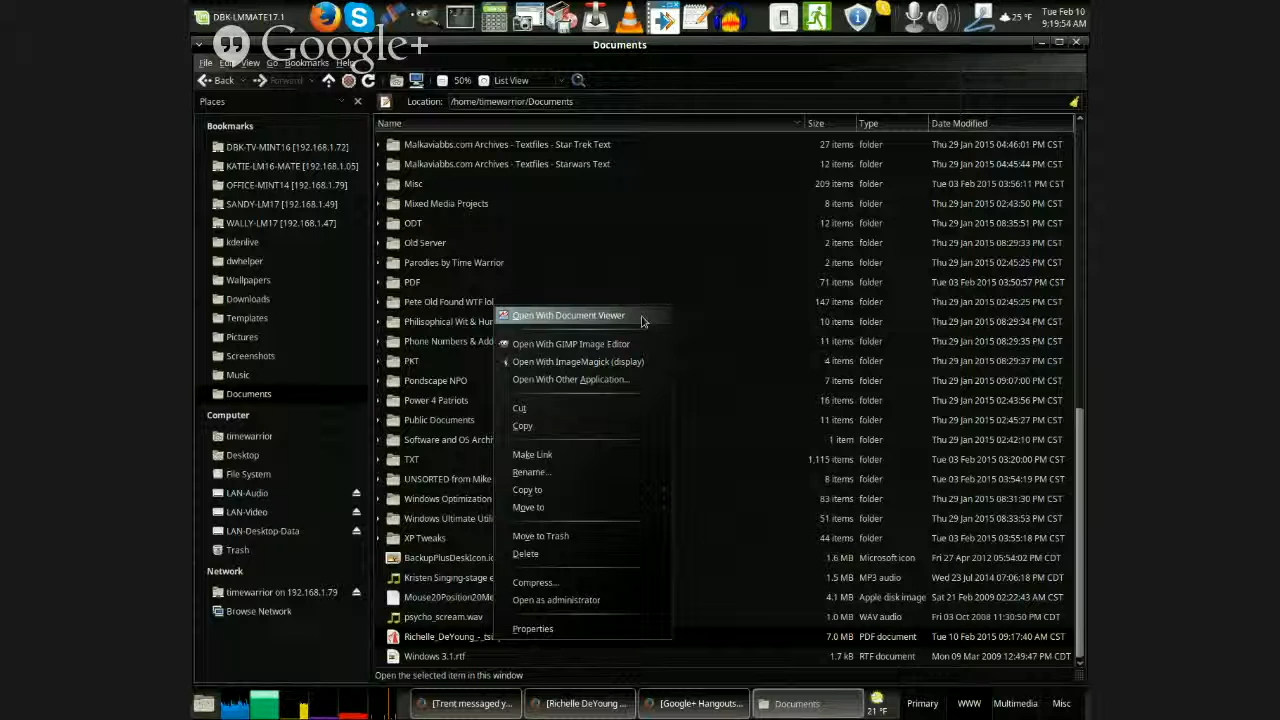 DBK-LMMATE17.1
25 °F
Tue Feb 10
9:19:54 AM
Google+
Documents
File Edit View Go Bookmarks Help
Back Forward 50% List View
Places
Location: /home/timewarrior/Documents
Name Size Type Date Modified
Bookmarks
DBK-TV-MINT16 [192.168.1.72]
KATIE-LM16-MATE [192.168.1.05]
OFFICE-MINT14 [192.168.1.79]
SANDY-LM17 [192.168.1.49]
WALLY-LM17 [192.168.1.47]
kdenlive
dwhelper
Wallpapers
Downloads
Templates
Pictures
Screenshots
Music
Documents
Computer
timewarrior
Desktop
File System
LAN-Audio
LAN-Video
LAN-Desktop-Data
Trash
Network
timewarrior on 192.168.1.79
Browse Network
Malkaviabbs.com Archives - Textfiles - Star Trek Text 27 items folder Thu 29 Jan 2015 04:46:01 PM CST
Malkaviabbs.com Archives - Textfiles - Starwars Text 12 items folder Thu 29 Jan 2015 04:45:44 PM CST
Misc 209 items folder Tue 03 Feb 2015 03:56:11 PM CST
Mixed Media Projects 8 items folder Thu 29 Jan 2015 02:43:50 PM CST
ODT 12 items folder Thu 29 Jan 2015 08:35:51 PM CST
Old Server 2 items folder Thu 29 Jan 2015 08:29:33 PM CST
Parodies by Time Warrior 2 items folder Thu 29 Jan 2015 02:45:25 PM CST
PDF 71 items folder Tue 03 Feb 2015 03:50:57 PM CST
Pete Old Found WTF lol 147 items folder Thu 29 Jan 2015 02:45:25 PM CST
Philisophical Wit & Hu 10 items folder Thu 29 Jan 2015 08:29:34 PM CST
Phone Numbers & Add 11 items folder Thu 29 Jan 2015 08:29:36 PM CST
PKT 4 items folder Thu 29 Jan 2015 08:29:37 PM CST
Pondscape NPO 7 items folder Thu 29 Jan 2015 09:07:00 PM CST
Power 4 Patriots 16 items folder Thu 29 Jan 2015 02:45:28 PM CST
Public Documents 11 items folder Thu 29 Jan 2015 02:45:27 PM CST
Software and OS Archi 1 item folder Thu 29 Jan 2015 02:42:10 PM CST
TXT 1,115 items folder Tue 03 Feb 2015 03:20:00 PM CST
UNSORTED from Mike 8 items folder Tue 03 Feb 2015 03:54:19 PM CST
Windows Optimization 83 items folder Thu 29 Jan 2015 08:31:30 PM CST
Windows Ultimate Utili 51 items folder Thu 29 Jan 2015 08:33:53 PM CST
XP Tweaks 44 items folder Tue 03 Feb 2015 03:55:18 PM CST
BackupPlusDeskIcon.ic 1.6 MB Microsoft icon Fri 27 Apr 2012 05:54:02 PM CDT
Kristen Singing-stage e 1.5 MB MP3 audio Wed 23 Jul 2014 07:06:18 PM CDT
Mouse20Position20Me 4.1 MB Apple disk image Sat 21 Feb 2009 02:22:43 AM CST
psycho_scream.wav 1.0 MB WAV audio Fri 03 Oct 2008 11:30:50 PM CDT
Richelle_DeYoung_-_tsi 7.0 MB PDF document Tue 10 Feb 2015 09:17:40 AM CST
Windows 3.1.rtf 1.7 kB RTF document Mon 09 Mar 2009 12:49:47 PM CDT
Open With Document Viewer
Open With GIMP Image Editor
Open With ImageMagick (display)
Open With Other Application...
Cut
Copy
Make Link
Rename...
Copy to
Move to
Move to Trash
Delete
Compress...
Open as administrator
Properties
Open the selected item in this window
[Trent messaged y... [Richelle DeYoung ... [Google+ Hangouts... Documents 21 °F Primary WWW Multimedia Misc